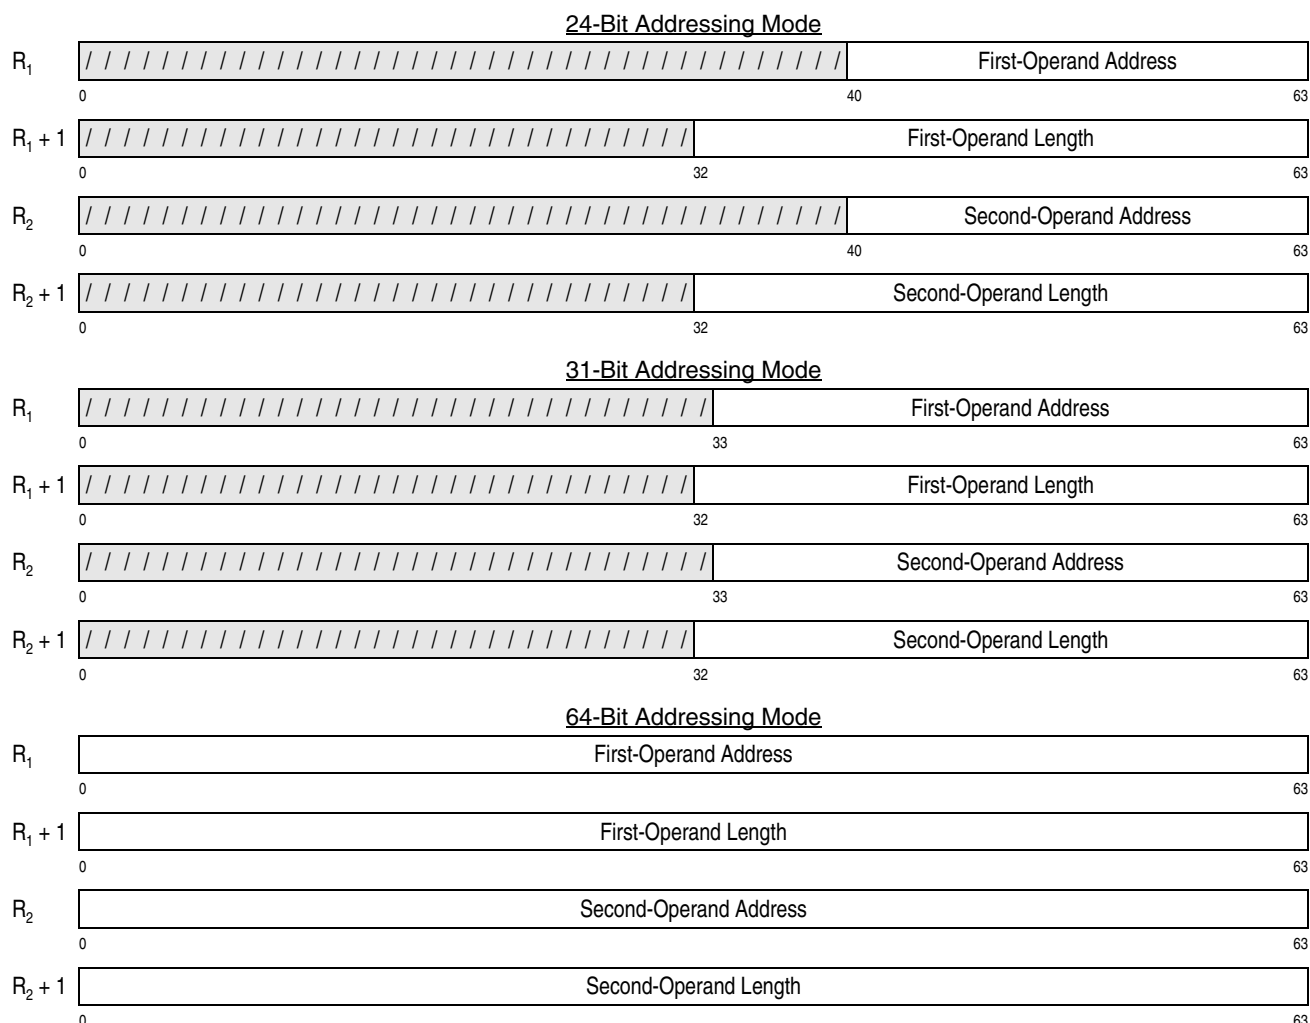 24-Bit Addressing Mode
R1 / / / / / / / / / / / / / / / / / / / / / / / / / / / / / / / / / / / / / / / / First-Operand Address
0 40 63
R1 + 1 / / / / / / / / / / / / / / / / / / / / / / / / / / / / / / / / First-Operand Length
0 32 63
R2 / / / / / / / / / / / / / / / / / / / / / / / / / / / / / / / / / / / / / / / / Second-Operand Address
0 40 63
R2 + 1 / / / / / / / / / / / / / / / / / / / / / / / / / / / / / / / / Second-Operand Length
0 32 63
31-Bit Addressing Mode
R1 / / / / / / / / / / / / / / / / / / / / / / / / / / / / / / / / / First-Operand Address
0 33 63
R1 + 1 / / / / / / / / / / / / / / / / / / / / / / / / / / / / / / / / First-Operand Length
0 32 63
R2 / / / / / / / / / / / / / / / / / / / / / / / / / / / / / / / / / Second-Operand Address
0 33 63
R2 + 1 / / / / / / / / / / / / / / / / / / / / / / / / / / / / / / / / Second-Operand Length
0 32 63
64-Bit Addressing Mode
R1 First-Operand Address
0 63
R1 + 1 First-Operand Length
0 63
R2 Second-Operand Address
0 63
R2 + 1 Second-Operand Length
0 63